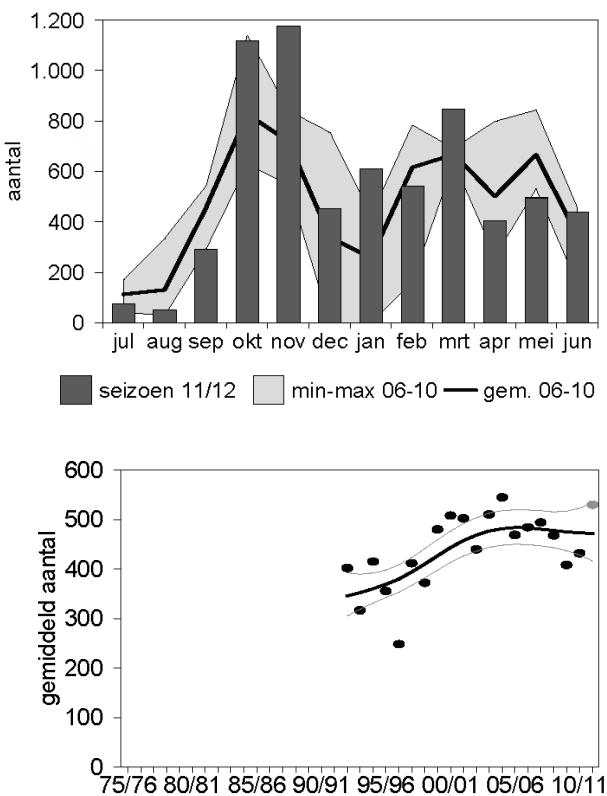 1.200
1.000
800
600
400
200
0
aantal
jul aug sep okt nov dec jan feb mrt apr mei jun
seizoen 11/12 min-max 06-10 gem. 06-10
600
500
400
300
200
100
0
gemiddeld aantal
75/76 80/81 85/86 90/91 95/96 00/01 05/06 10/11